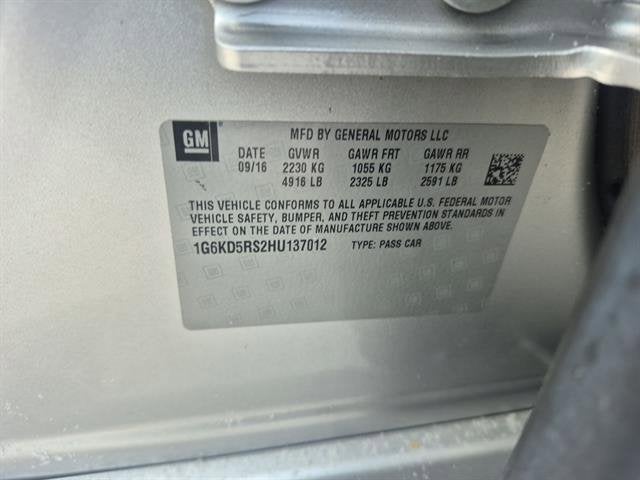 GM
MFD BY GENERAL MOTORS LLC
DATE GVWR GAWR FRT GAWR RR
09/16 2230 KG 1055 KG 1175 KG
4916 LB 2325 LB 2591 LB
THIS VEHICLE CONFORMS TO ALL APPLICABLE U.S. FEDERAL MOTOR
VEHICLE SAFETY, BUMPER, AND THEFT PREVENTION STANDARDS IN
EFFECT ON THE DATE OF MANUFACTURE SHOWN ABOVE.
1G6KD5RS2HU137012 TYPE: PASS CAR